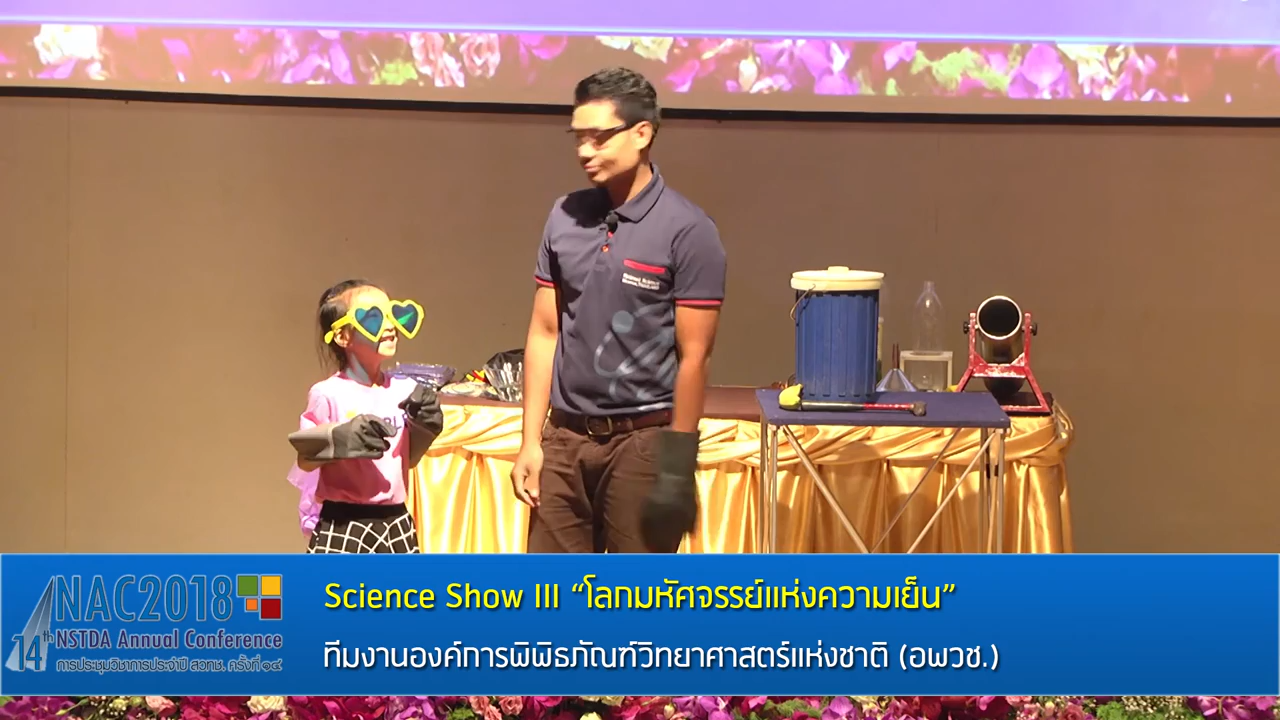 Science Show III “โลกมหัศจรรย์แห่งความเย็น”
ทีมงานองค์การพิพิธภัณฑ์วิทยาศาสตร์แห่งชาติ (อพวช.)
NAC2018
14th NSTDA Annual Conference
การประชุมวิชาการประจำปี สวทช. ครั้งที่ ๑๔